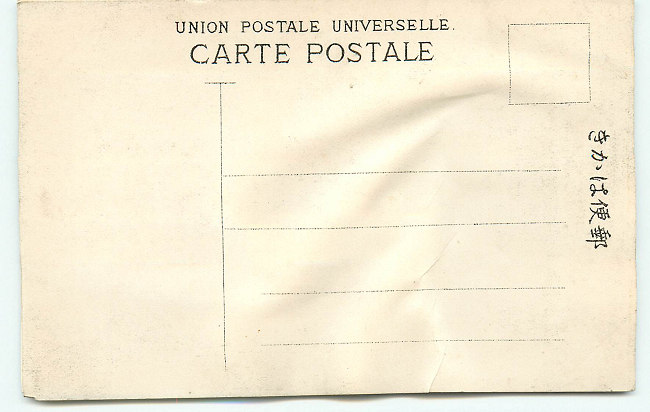 UNION POSTALE UNIVERSELLE.
CARTE POSTALE
きかは便郵